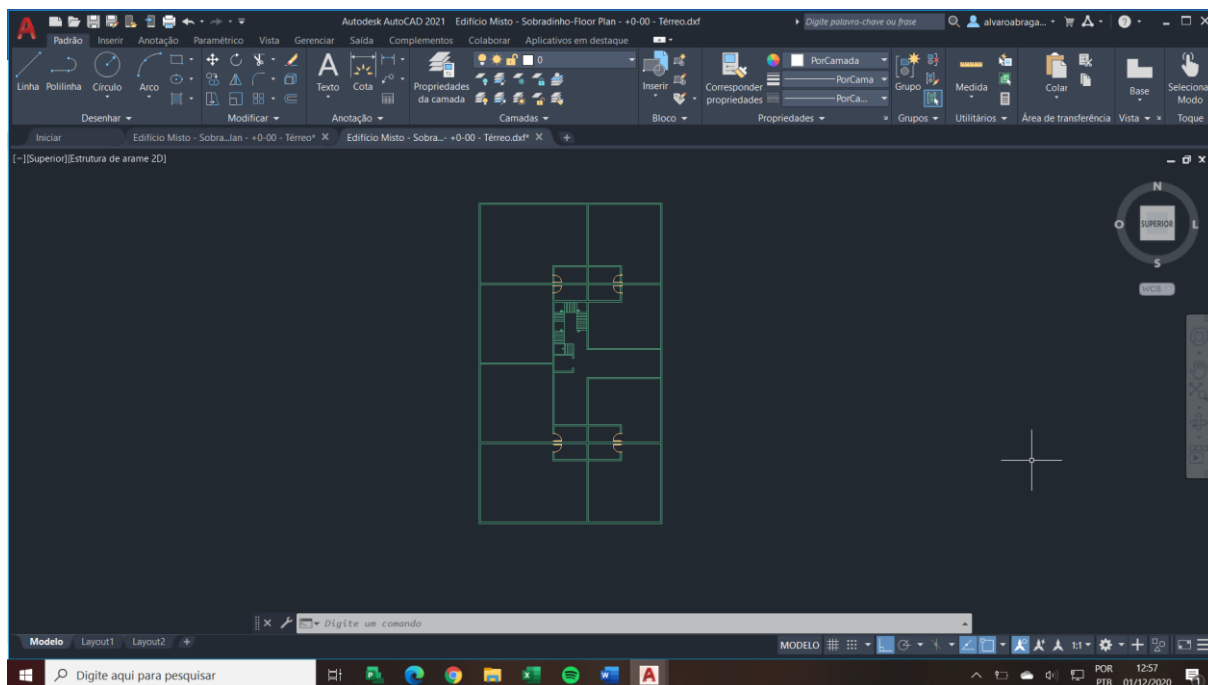 Autodesk AutoCAD 2021 Edifício Misto - Sobradinho-Floor Plan - +0-00 - Térreo.dxf
Digite palavra-chave ou frase
alvaroabraga...
Padrão Inserir Anotação Paramétrico Vista Gerenciar Saída Complementos Colaborar Aplicativos em destaque
0
PorCamada
PorCama
PorCa...
Linha Polilinha Círculo Arco
Texto Cota
Propriedades da camada
Inserir
Corresponder propriedades
Grupo
Medida
Colar
Base
Seleciona
Modo
Desenhar Modificar Anotação Camadas Bloco Propriedades Grupos Utilitários Área de transferência Vista Toque
Iniciar Edifício Misto - Sobra...lan - +0-00 - Térreo* Edifício Misto - Sobra...- +0-00 - Térreo.dxf*
[-][Superior][Estrutura de arame 2D]
N
O SUPERIOR L
S
WCS
Digite um comando
Modelo Layout1 Layout2 +
MODELO 1:1
Digite aqui para pesquisar
POR
PTB
12:57
01/12/2020